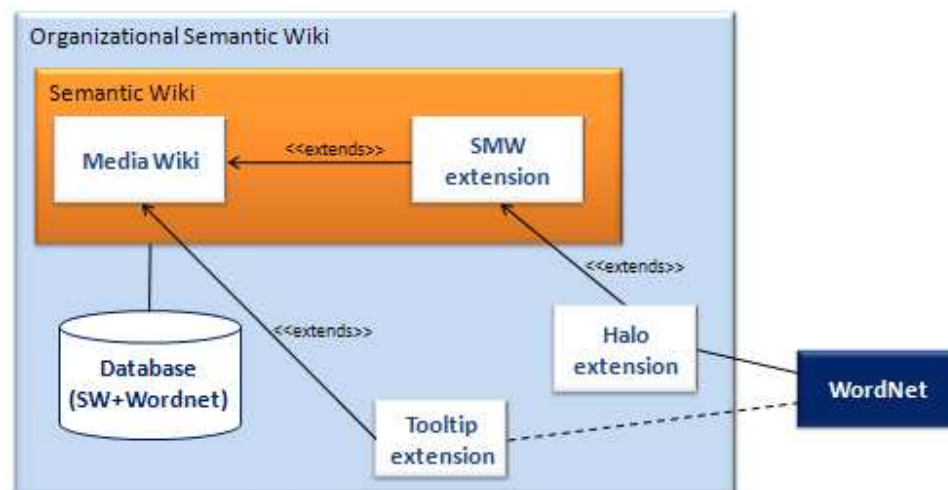 Organizational Semantic Wiki
Semantic Wiki
Media Wiki
<<extends>>
SMW
extension
<<extends>>
<<extends>>
Halo
extension
Database
(SW+Wordnet)
WordNet
Tooltip
extension